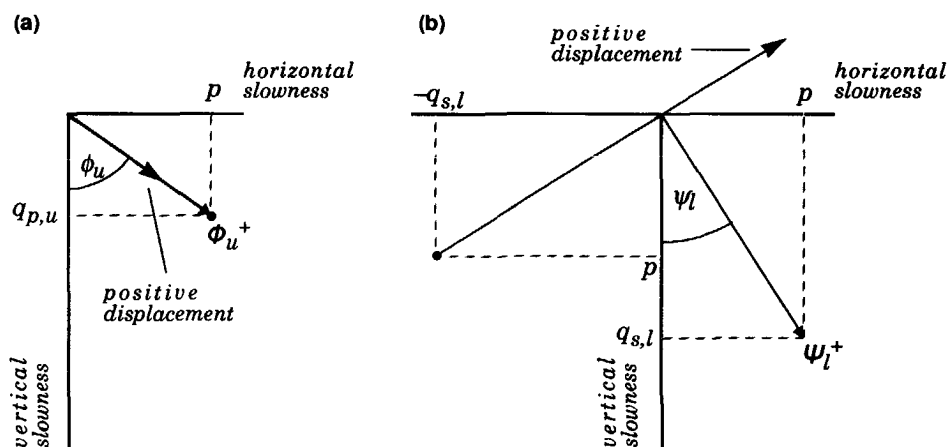 (a)
p
horizontal
slowness
ϕu
qp,u
Φu+
positive
displacement
vertical
slowness
(b)
positive
displacement
horizontal
slowness
−qs,l
p
ψl
p
qs,l
Ψl+
vertical
slowness